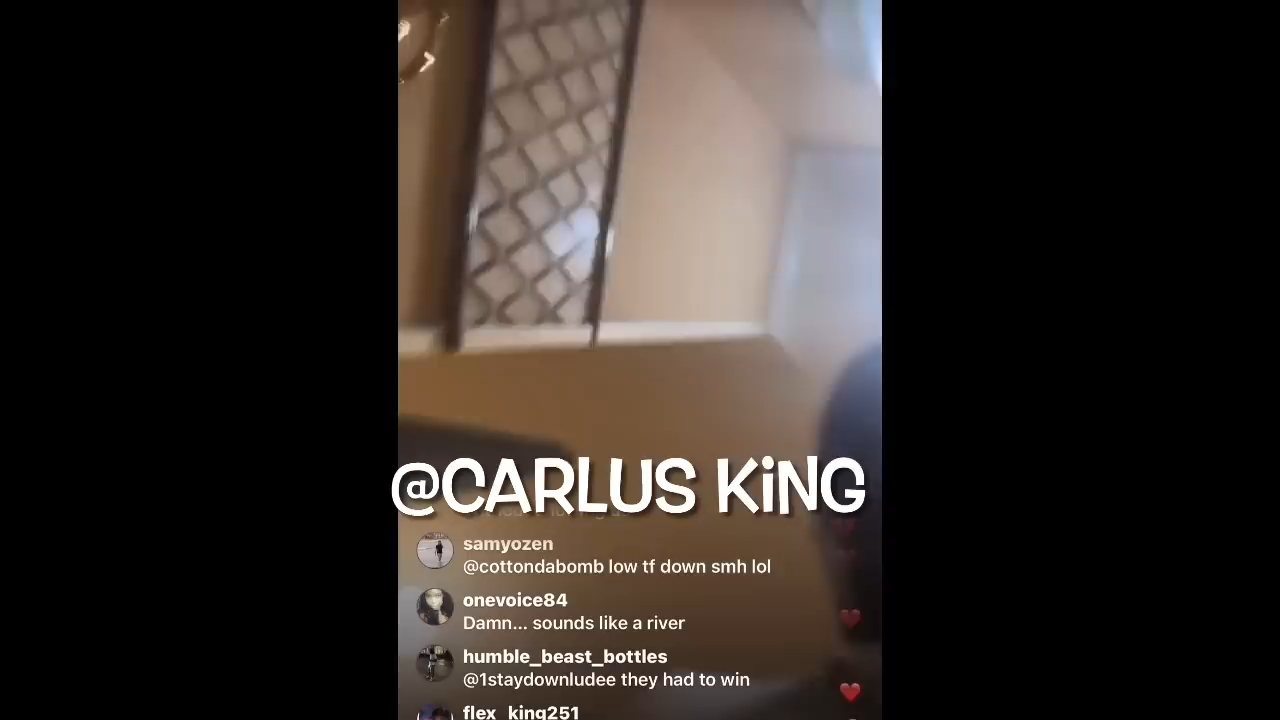 @CARLUS KiNG
samyozen
@cottondabomb low tf down smh lol
onevoice84
Damn... sounds like a river
humble_beast_bottles
@1staydownludee they had to win
flex_king251